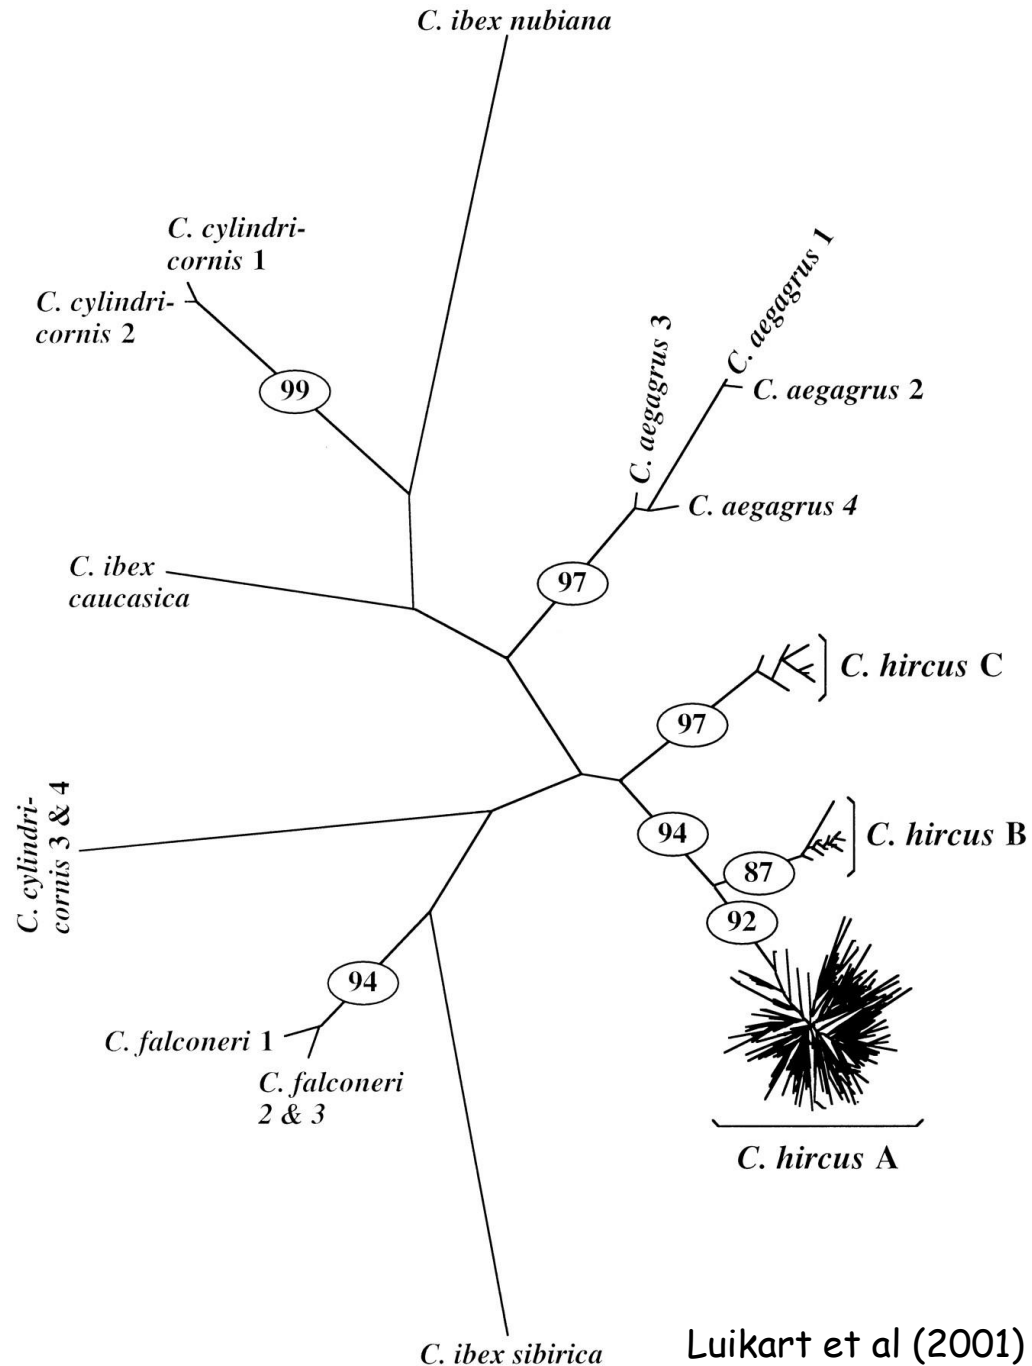 C. ibex nubiana
C. cylindri-
cornis 1
C. cylindri-
cornis 2
99
C. aegagrus 1
C. aegagrus 3
C. aegagrus 2
C. aegagrus 4
C. ibex
caucasica
97
C. hircus C
97
C. cylindri-
cornis 3 & 4
94
C. hircus B
87
92
94
C. falconeri 1
C. falconeri
2 & 3
C. hircus A
C. ibex sibirica
Luikart et al (2001)